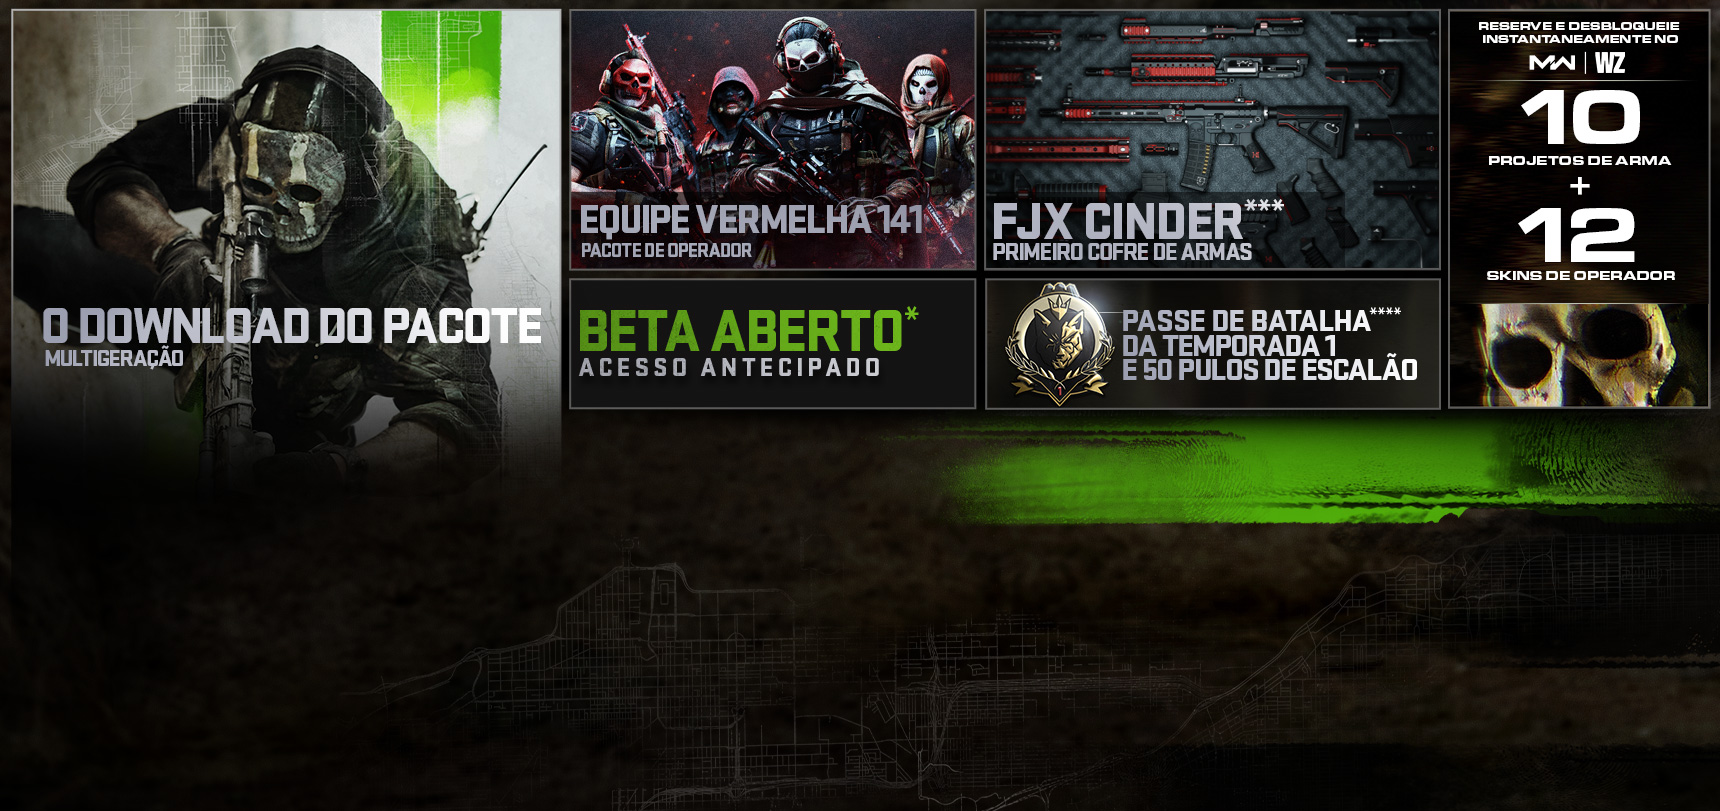 O DOWNLOAD DO PACOTE
MULTIGERAÇÃO
EQUIPE VERMELHA 141
PACOTE DE OPERADOR
FJX CINDER***
PRIMEIRO COFRE DE ARMAS
BETA ABERTO*
ACESSO ANTECIPADO
PASSE DE BATALHA****
DA TEMPORADA 1
E 50 PULOS DE ESCALÃO
1
RESERVE E DESBLOQUEIE
INSTANTANEAMENTE NO
MW | WZ
10
PROJETOS DE ARMA
+
12
SKINS DE OPERADOR